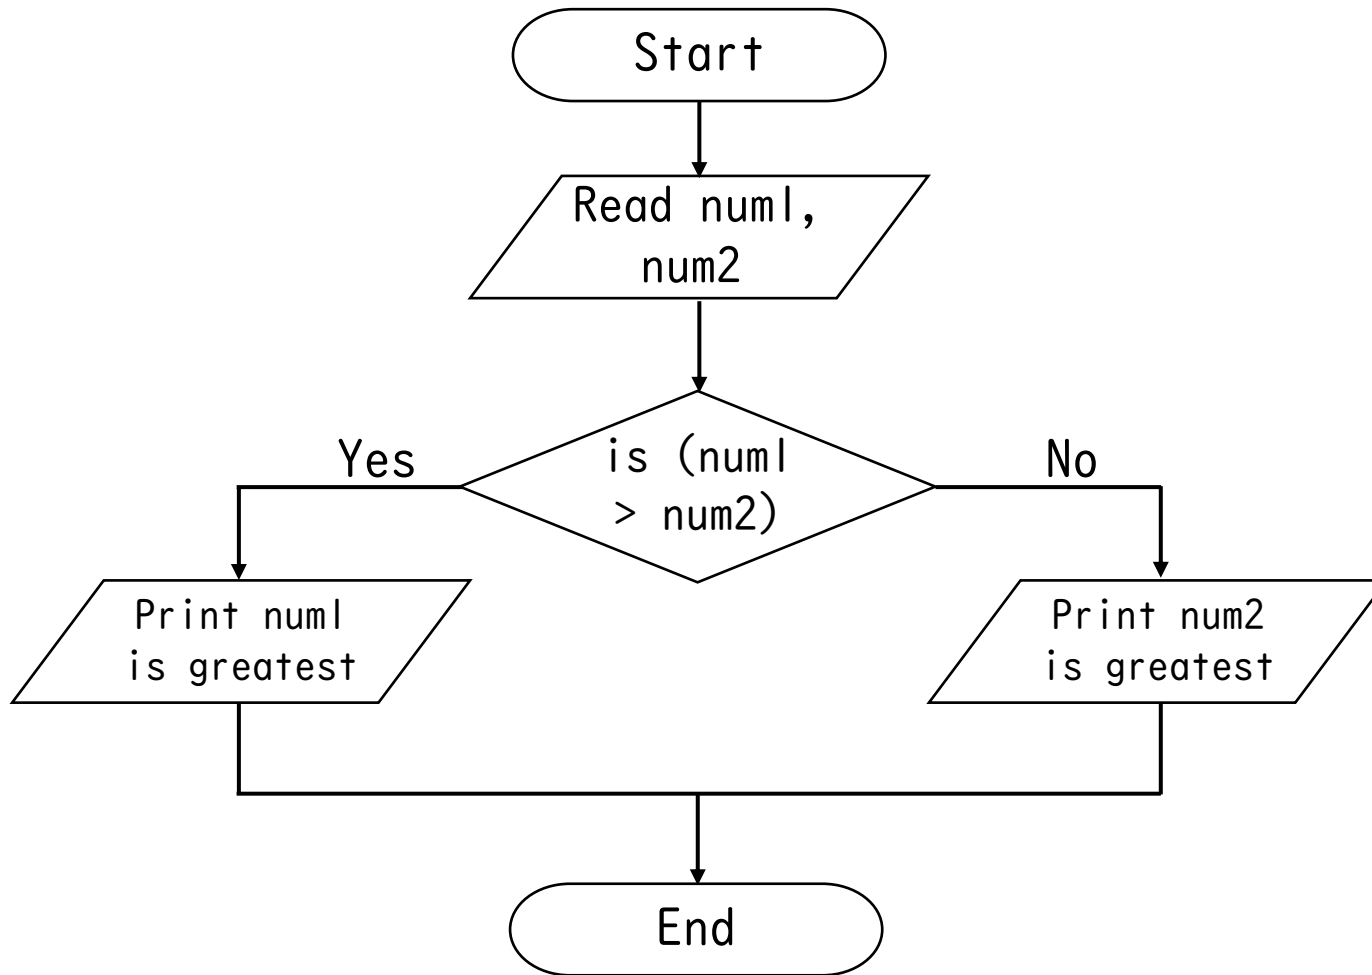 Start
Read num1,
num2
is (num1
> num2)
Yes
No
Print num1
is greatest
Print num2
is greatest
End